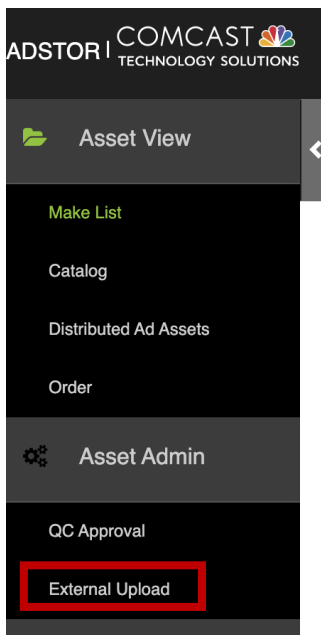 ADSTOR | COMCAST
TECHNOLOGY SOLUTIONS
Asset View
Make List
Catalog
Distributed Ad Assets
Order
Asset Admin
QC Approval
External Upload